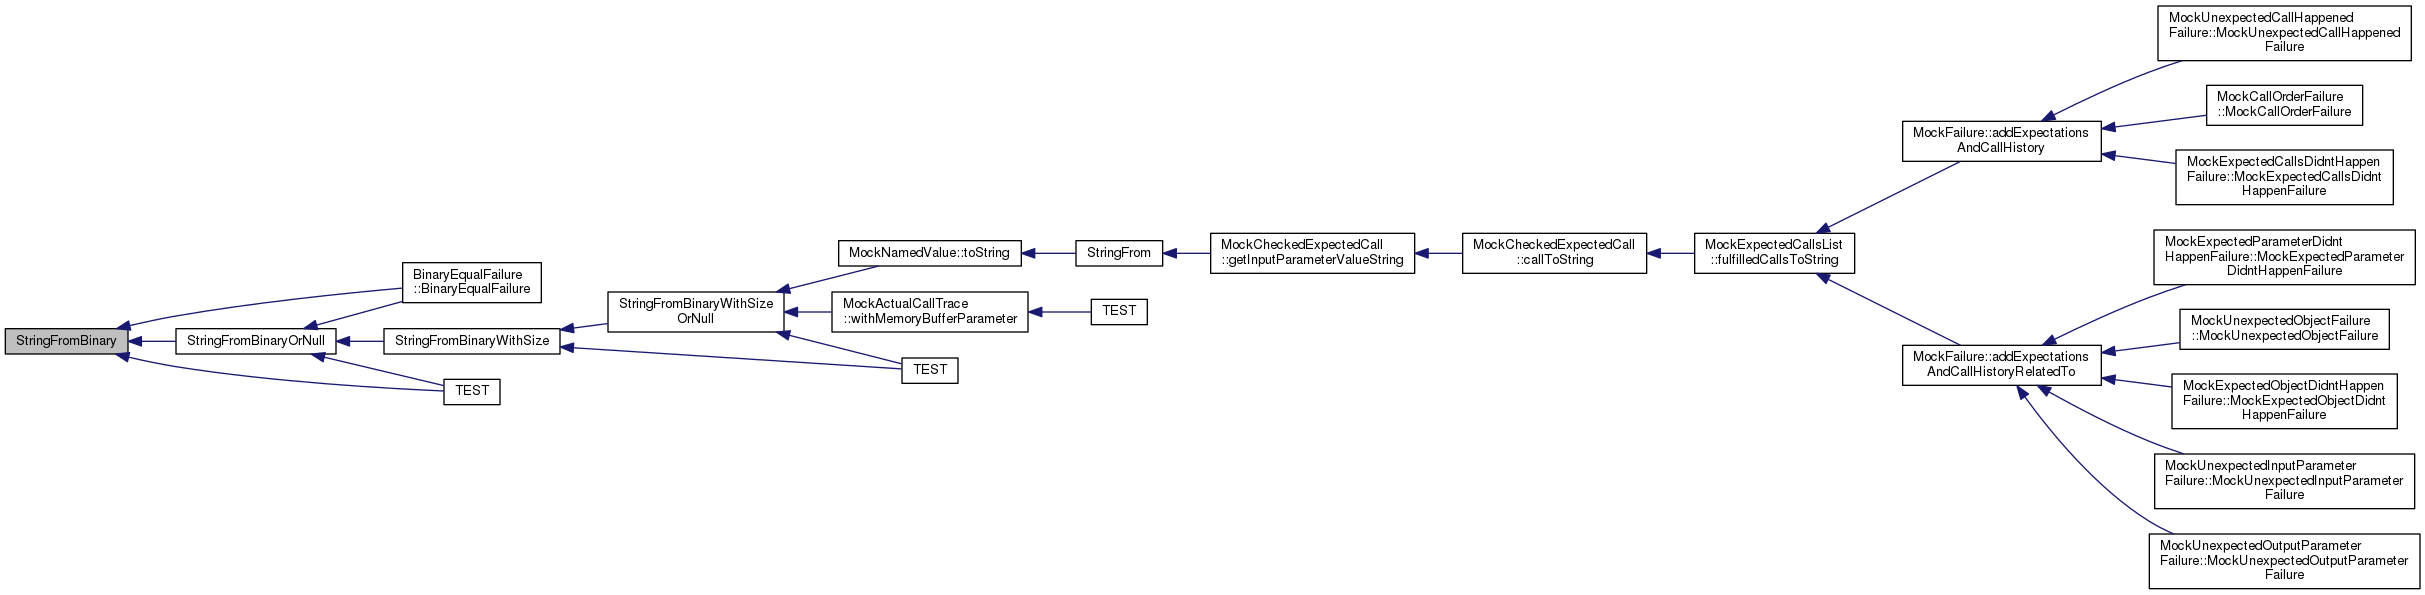 StringFromBinary
BinaryEqualFailure
::BinaryEqualFailure
StringFromBinaryOrNull
TEST
StringFromBinaryWithSize
StringFromBinaryWithSize
OrNull
TEST
MockNamedValue::toString
MockActualCallTrace
::withMemoryBufferParameter
TEST
StringFrom
MockCheckedExpectedCall
::getInputParameterValueString
MockCheckedExpectedCall
::callToString
MockExpectedCallsList
::fulfilledCallsToString
MockFailure::addExpectations
AndCallHistory
MockUnexpectedCallHappened
Failure::MockUnexpectedCallHappened
Failure
MockCallOrderFailure
::MockCallOrderFailure
MockExpectedCallsDidntHappen
Failure::MockExpectedCallsDidnt
HappenFailure
MockFailure::addExpectations
AndCallHistoryRelatedTo
MockExpectedParameterDidnt
HappenFailure::MockExpectedParameter
DidntHappenFailure
MockUnexpectedObjectFailure
::MockUnexpectedObjectFailure
MockExpectedObjectDidntHappen
Failure::MockExpectedObjectDidnt
HappenFailure
MockUnexpectedInputParameter
Failure::MockUnexpectedInputParameter
Failure
MockUnexpectedOutputParameter
Failure::MockUnexpectedOutputParameter
Failure